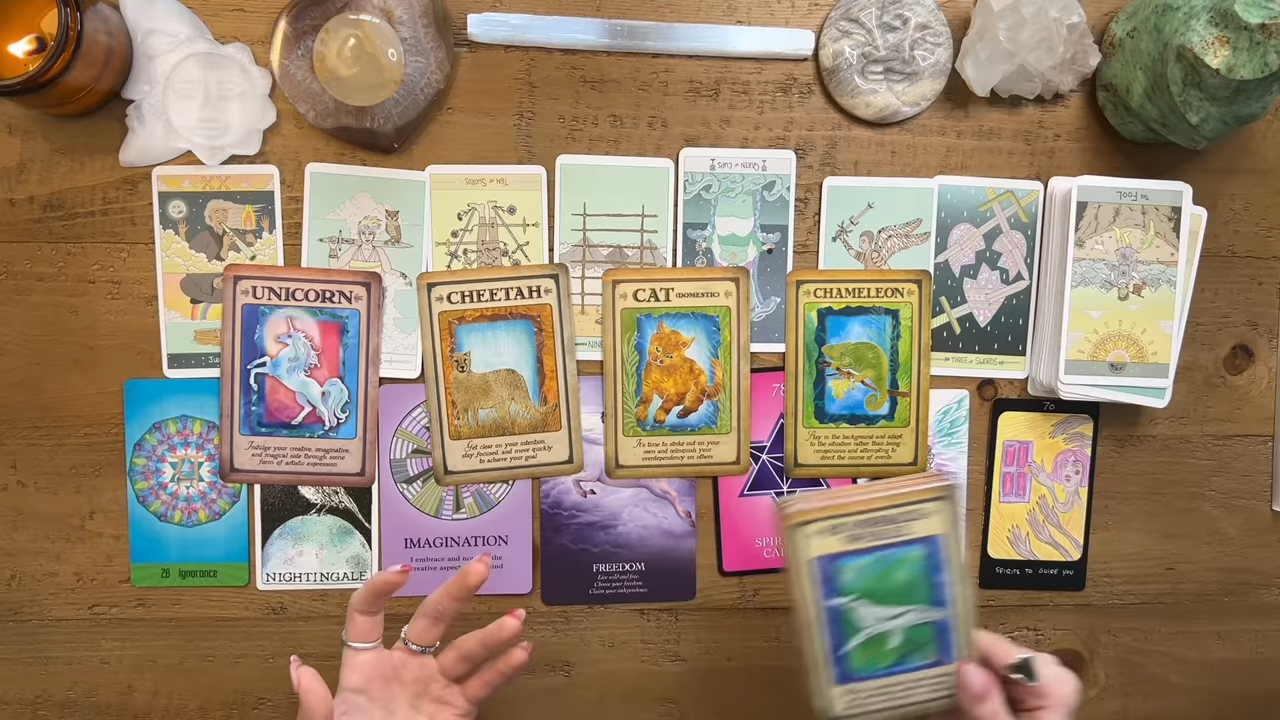 XX
TEN OF SWORDS
QUEEN OF CUPS
THE FOOL
THREE OF SWORDS
UNICORN
Indulge your creative, imaginative,
and magical side through some
form of artistic expression
CHEETAH
Get clear on your intention,
stay focused, and move quickly
to achieve your goal
CAT (DOMESTIC)
It's time to strike out on your
own and relinquish your
overdependency on others
CHAMELEON
Stay in the background and adapt
to the situation rather than being
conspicuous and attempting to
direct the course of events
28 Ignorance
NIGHTINGALE
IMAGINATION
I embrace and
the
mind
FREEDOM
Live wild and free.
Choose your freedom.
Claim your independence.
78
70
SPIRITS TO GUIDE YOU